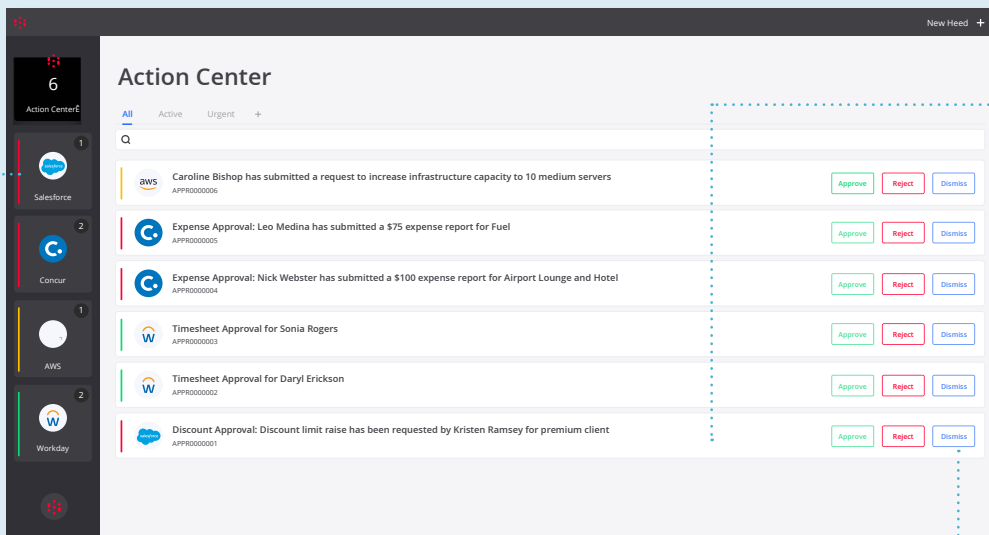 New Heed +
6
Action CenterÊ
1
salesforce
Salesforce
2
C.
Concur
1
AWS
2
W
Workday
Action Center
All Active Urgent +
aws Caroline Bishop has submitted a request to increase infrastructure capacity to 10 medium servers
APPR0000006
Approve Reject Dismiss
C. Expense Approval: Leo Medina has submitted a $75 expense report for Fuel
APPR0000005
Approve Reject Dismiss
C. Expense Approval: Nick Webster has submitted a $100 expense report for Airport Lounge and Hotel
APPR0000004
Approve Reject Dismiss
W Timesheet Approval for Sonia Rogers
APPR0000003
Approve Reject Dismiss
W Timesheet Approval for Daryl Erickson
APPR0000002
Approve Reject Dismiss
salesforce Discount Approval: Discount limit raise has been requested by Kristen Ramsey for premium client
APPR0000001
Approve Reject Dismiss